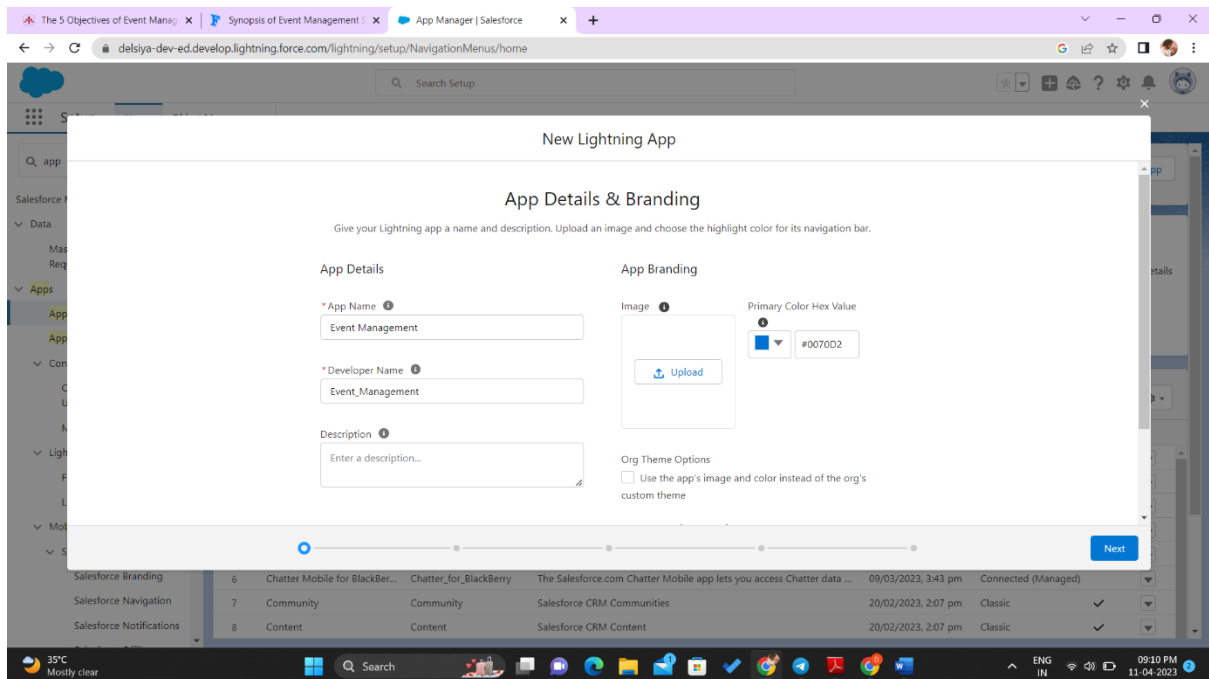 The 5 Objectives of Event Manag
Synopsis of Event Management S
App Manager | Salesforce
delsiya-dev-ed.develop.lightning.force.com/lightning/setup/NavigationMenus/home
Search Setup
New Lightning App
app
App Details & Branding
Salesforce
Give your Lightning app a name and description. Upload an image and choose the highlight color for its navigation bar.
Data
App Details
App Branding
Apps
*App Name
Image
Primary Color Hex Value
App
Event Management
#0070D2
App
*Developer Name
Upload
Event_Management
Description
Enter a description...
Org Theme Options
Use the app's image and color instead of the org's
custom theme
Next
Salesforce Branding
6 Chatter Mobile for BlackBer... Chatter_for_BlackBerry The Salesforce.com Chatter Mobile app lets you access Chatter data ... 09/03/2023, 3:43 pm Connected (Managed)
Salesforce Navigation
7 Community Community Salesforce CRM Communities 20/02/2023, 2:07 pm Classic
Salesforce Notifications
8 Content Content Salesforce CRM Content 20/02/2023, 2:07 pm Classic
35°C
Mostly clear
Search
ENG
IN
09:10 PM
11-04-2023
2